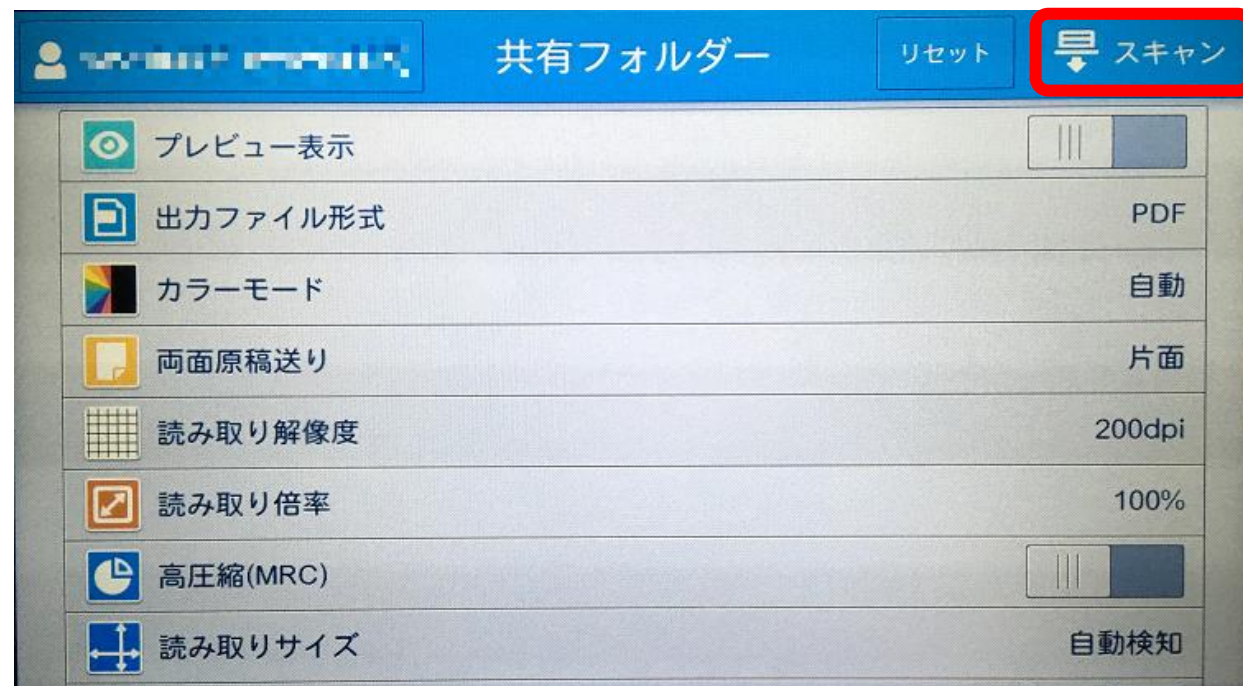 共有フォルダー
リセット
スキャン
プレビュー表示
出力ファイル形式 PDF
カラーモード 自動
両面原稿送り 片面
読み取り解像度 200dpi
読み取り倍率 100%
高圧縮(MRC)
読み取りサイズ 自動検知